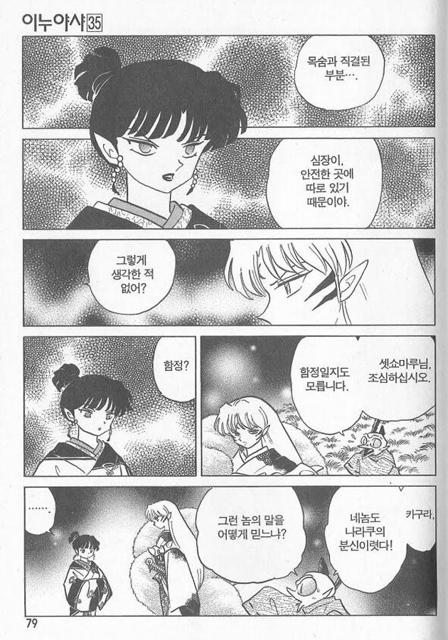 이누야샤 35
목숨과 직결된
부분….
심장이,
안전한 곳에
따로 있기
때문이야.
그렇게
생각한 적
없어?
함정?
셋쇼마루님,
조심하십시오.
함정일지도
모릅니다.
카구라,
네놈도
나라쿠의
분신이렷다!
그런 놈의 말을
어떻게 믿느냐?
…….
79